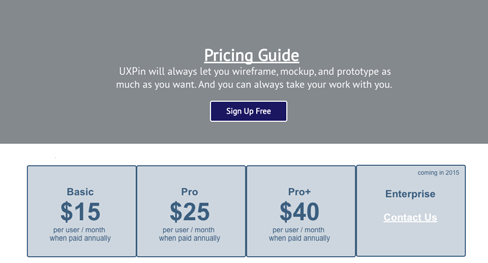 Pricing Guide
UXPin will always let you wireframe, mockup, and prototype as
much as you want. And you can always take your work with you.
Sign Up Free
Basic
$15
per user / month
when paid annually
Pro
$25
per user / month
when paid annually
Pro+
$40
per user / month
when paid annually
coming in 2015
Enterprise
Contact Us